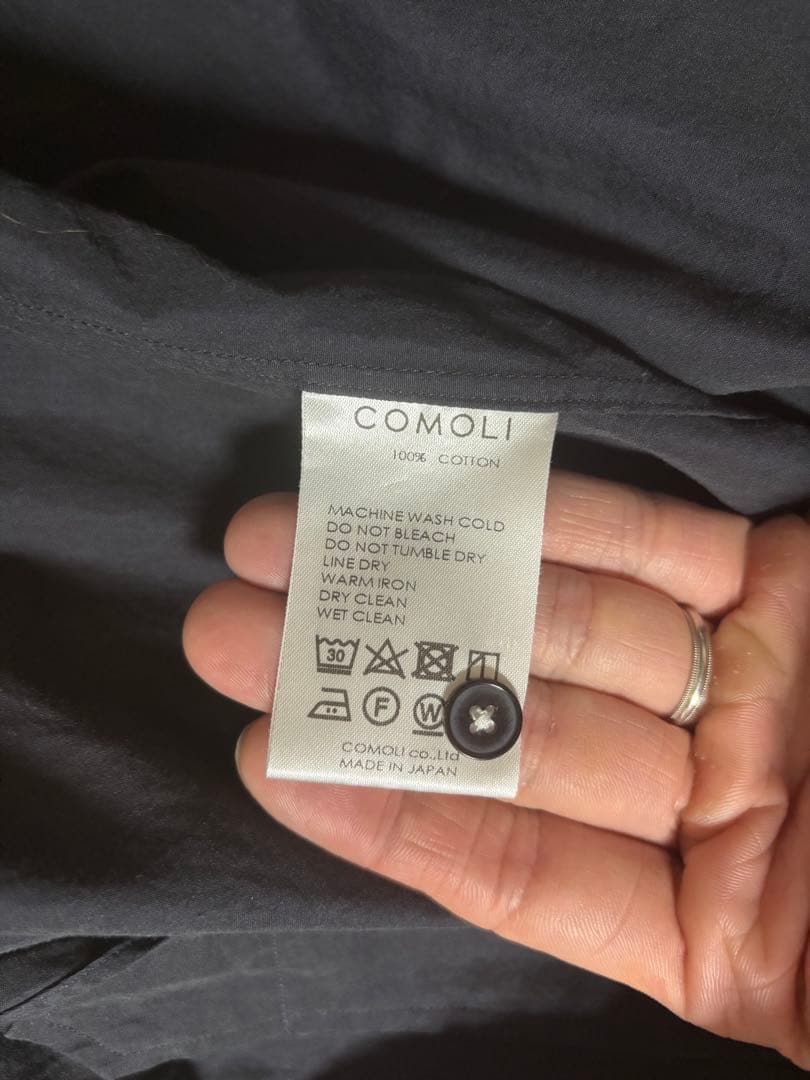 COMOLI
100% COTTON
MACHINE WASH COLD
DO NOT BLEACH
DO NOT TUMBLE DRY
LINE DRY
WARM IRON
DRY CLEAN
WET CLEAN
30
F W
COMOLI co.,Ltd
MADE IN JAPAN